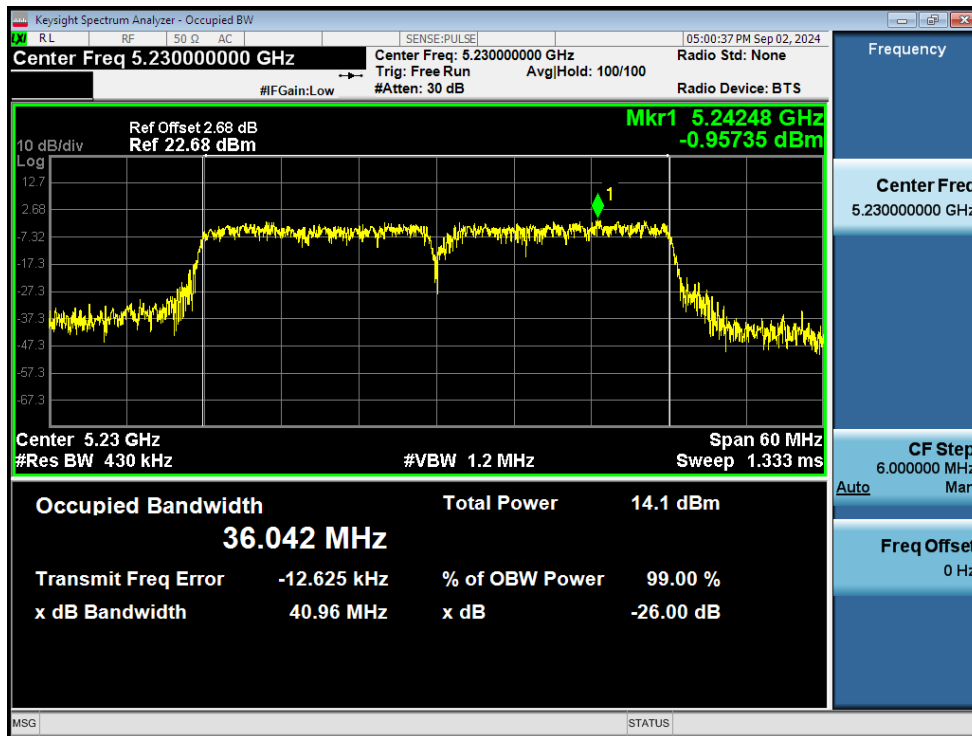 Keysight Spectrum Analyzer - Occupied BW
LXI RL RF 50 Ω AC SENSE:PULSE 05:00:37 PM Sep 02, 2024
Center Freq 5.230000000 GHz
Center Freq: 5.230000000 GHz
Radio Std: None
Trig: Free Run Avg|Hold: 100/100
#IFGain:Low #Atten: 30 dB Radio Device: BTS
Mkr1 5.24248 GHz
-0.95735 dBm
Ref Offset 2.68 dB
10 dB/div Ref 22.68 dBm
Log
12.7
2.68
-7.32
-17.3
-27.3
-37.3
-47.3
-57.3
-67.3
1
Center 5.23 GHz Span 60 MHz
#Res BW 430 kHz #VBW 1.2 MHz Sweep 1.333 ms
Occupied Bandwidth Total Power 14.1 dBm
36.042 MHz
Transmit Freq Error -12.625 kHz % of OBW Power 99.00 %
x dB Bandwidth 40.96 MHz x dB -26.00 dB
MSG STATUS
Frequency
Center Freq
5.230000000 GHz
CF Step
6.000000 MHz
Auto Man
Freq Offset
0 Hz